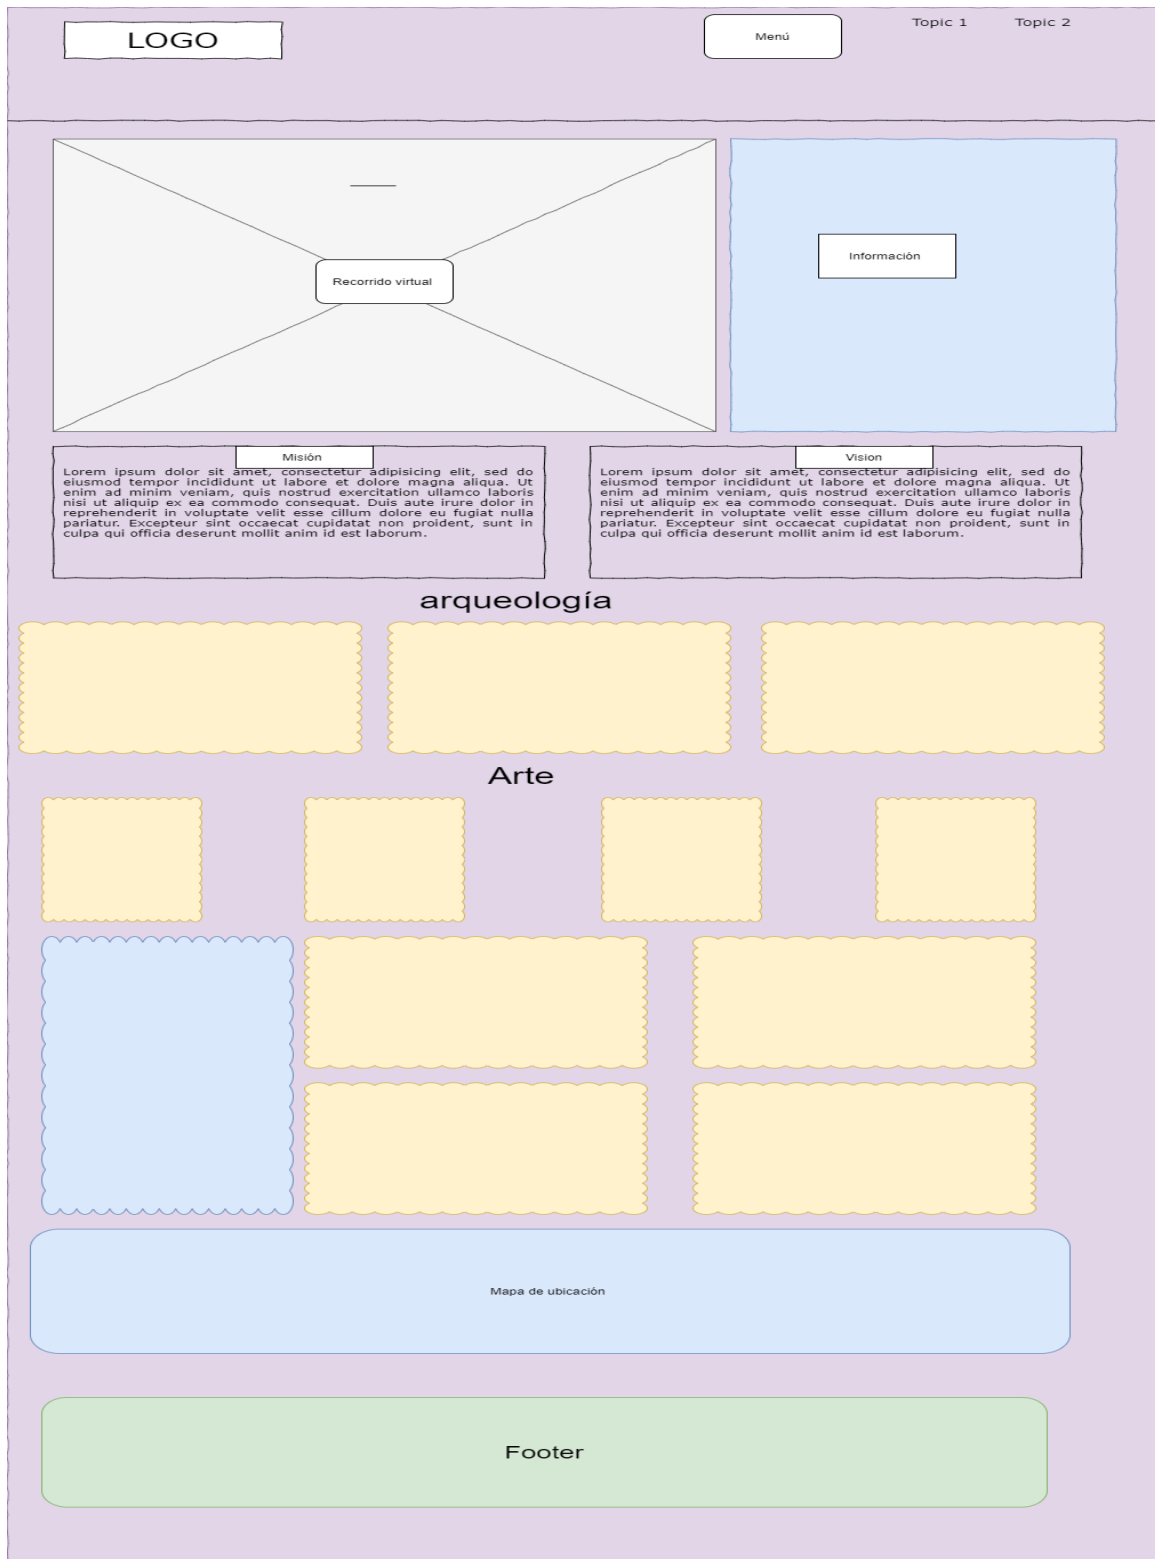 LOGO
Menú
Topic 1
Topic 2
Recorrido virtual
Información
Misión
Lorem ipsum dolor sit amet, consectetur adipisicing elit, sed do
eiusmod tempor incididunt ut labore et dolore magna aliqua. Ut
enim ad minim veniam, quis nostrud exercitation ullamco laboris
nisi ut aliquip ex ea commodo consequat. Duis aute irure dolor in
reprehenderit in voluptate velit esse cillum dolore eu fugiat nulla
pariatur. Excepteur sint occaecat cupidatat non proident, sunt in
culpa qui officia deserunt mollit anim id est laborum.
Vision
Lorem ipsum dolor sit amet, consectetur adipisicing elit, sed do
eiusmod tempor incididunt ut labore et dolore magna aliqua. Ut
enim ad minim veniam, quis nostrud exercitation ullamco laboris
nisi ut aliquip ex ea commodo consequat. Duis aute irure dolor in
reprehenderit in voluptate velit esse cillum dolore eu fugiat nulla
pariatur. Excepteur sint occaecat cupidatat non proident, sunt in
culpa qui officia deserunt mollit anim id est laborum.
arqueología
Arte
Mapa de ubicación
Footer